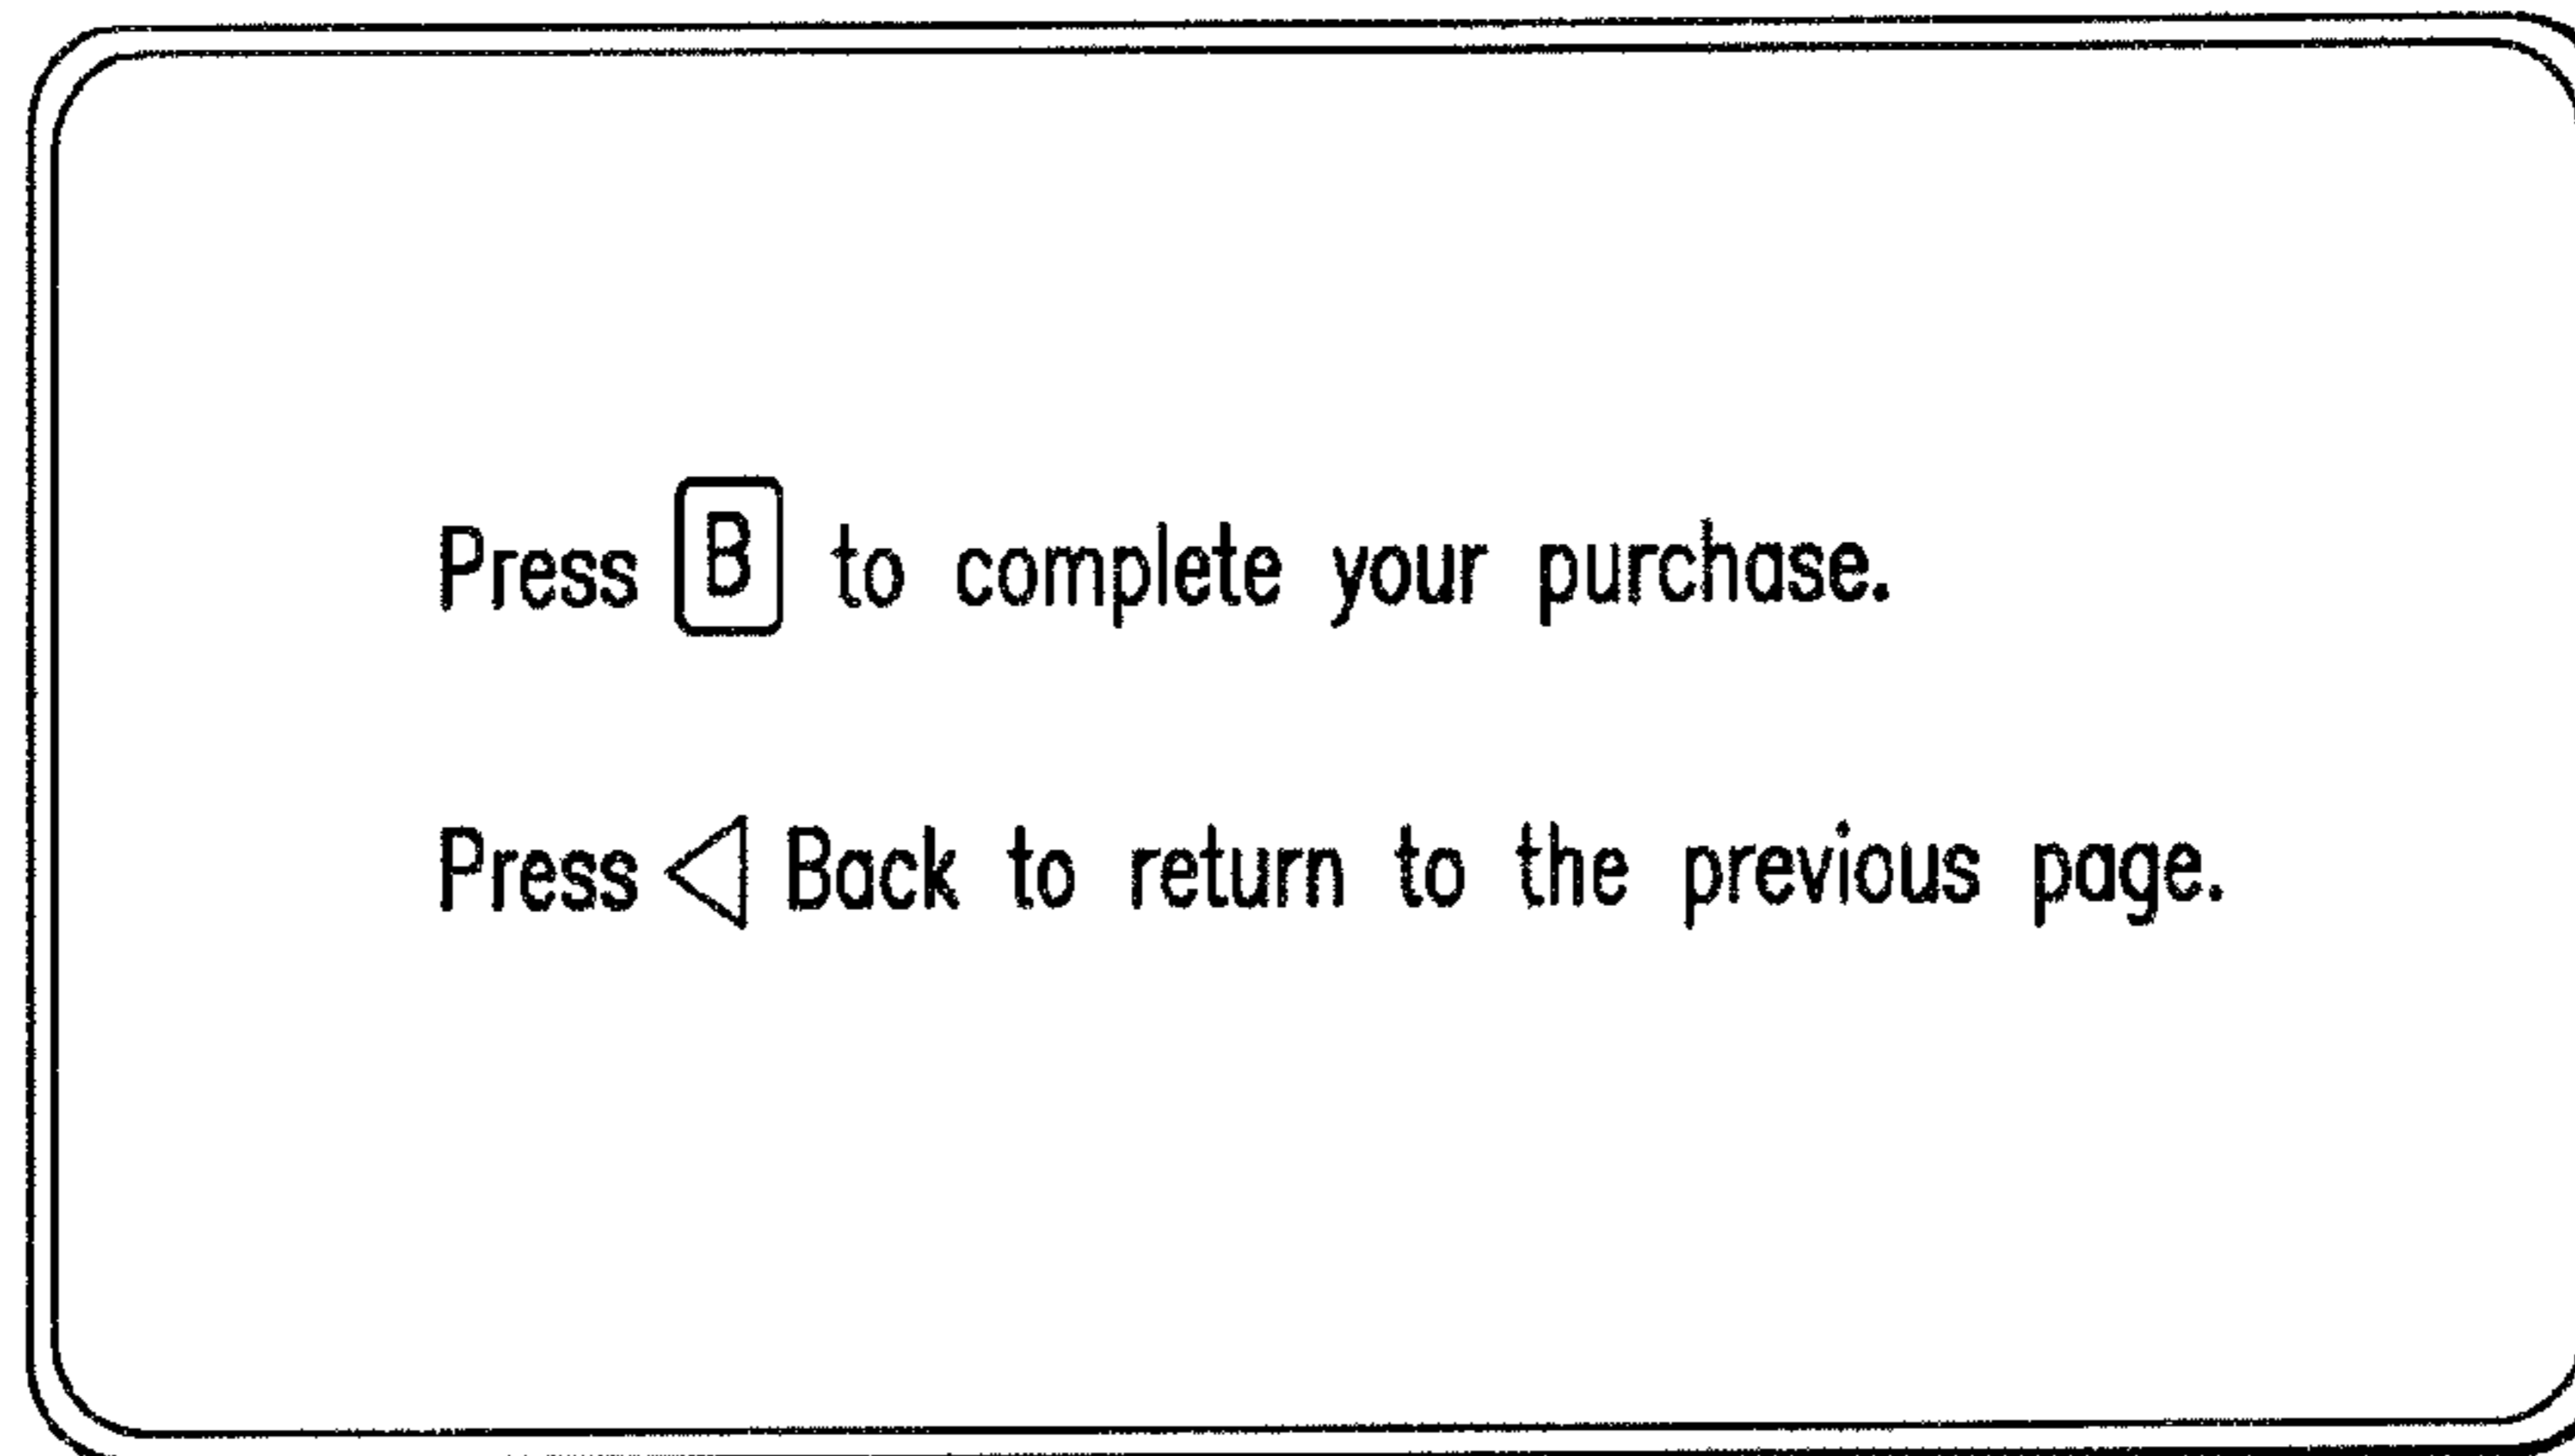 Press B to complete your purchase.
Press ◁ Back to return to the previous page.